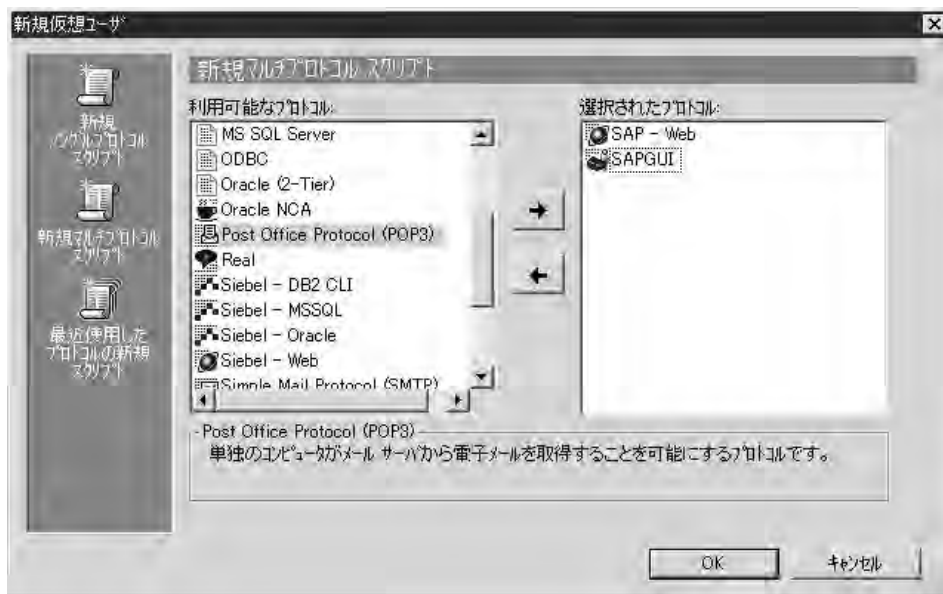 新規仮想ユーザ
新規
シングルプロトコル
スクリプト
新規マルチプロトコル
スクリプト
最近使用した
プロトコルの新規
スクリプト
新規マルチプロトコル スクリプト
利用可能なプロトコル:
MS SQL Server
ODBC
Oracle (2-Tier)
Oracle NCA
Post Office Protocol (POP3)
Real
Siebel - DB2 CLI
Siebel - MSSQL
Siebel - Oracle
Siebel - Web
Simple Mail Protocol (SMTP)
選択されたプロトコル:
SAP - Web
SAPGUI
Post Office Protocol (POP3)
単独のコンピュータがメール サーバから電子メールを取得することを可能にするプロトコルです。
OK
キャンセル